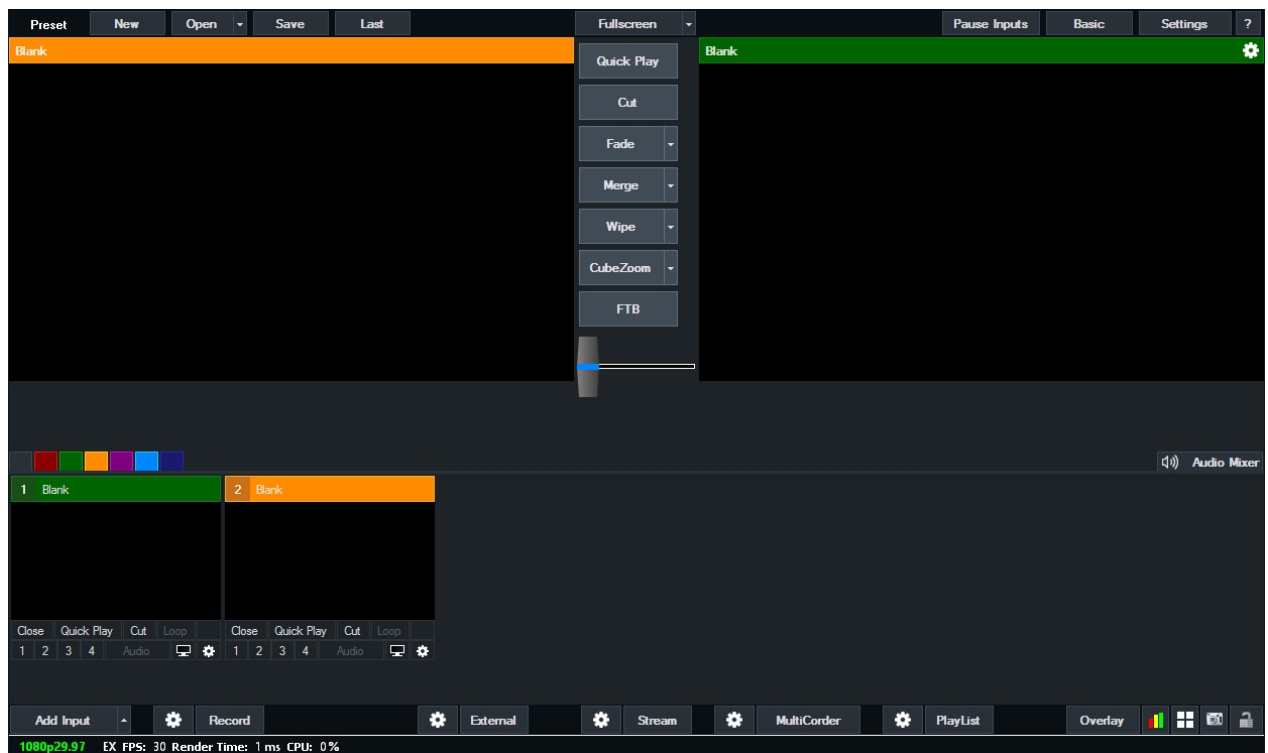 Preset New Open Save Last Fullscreen Pause Inputs Basic Settings ?
Blank
Blank
Quick Play
Cut
Fade
Merge
Wipe
CubeZoom
FTB
Audio Mixer
1 Blank
2 Blank
Close Quick Play Cut Loop
Close Quick Play Cut Loop
1 2 3 4 Audio
1 2 3 4 Audio
Add Input Record External Stream MultiCorder PlayList Overlay
1080p29.97 EX FPS: 30 Render Time: 1 ms CPU: 0%